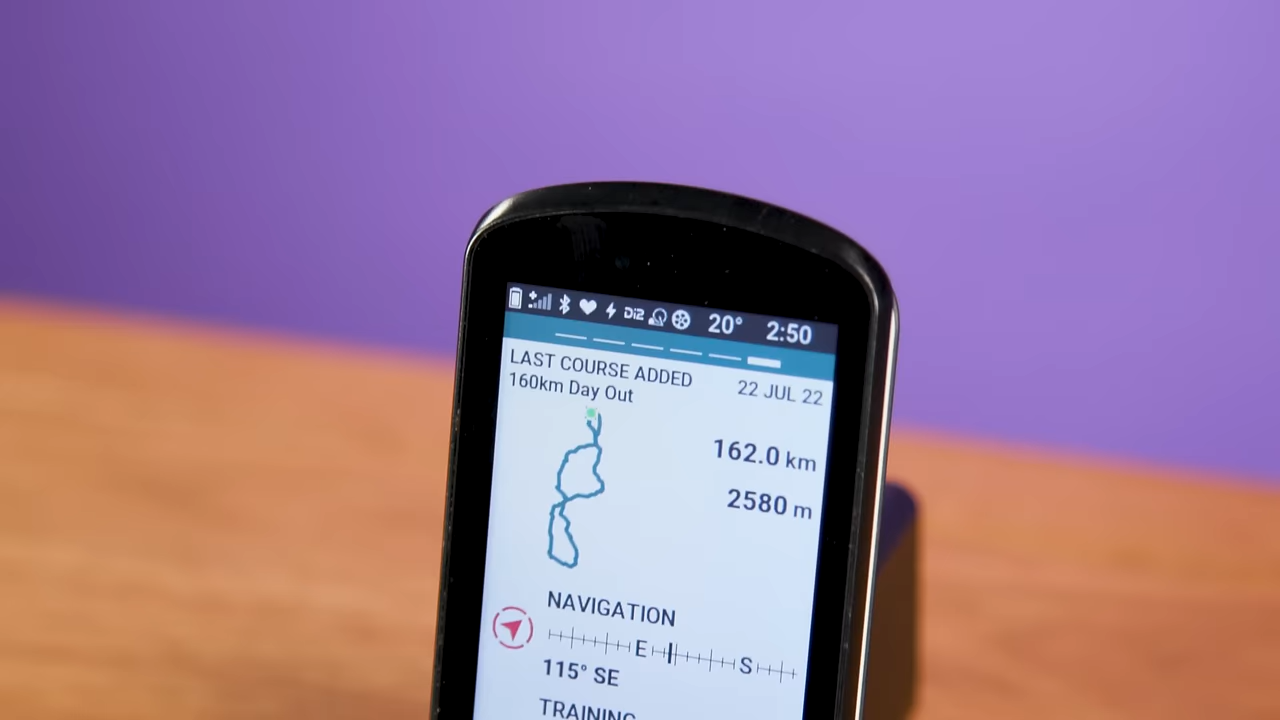 Di2 20° 2:50
LAST COURSE ADDED 22 JUL 22
160km Day Out
162.0 km
2580 m
NAVIGATION
E S
115° SE
TRAINING